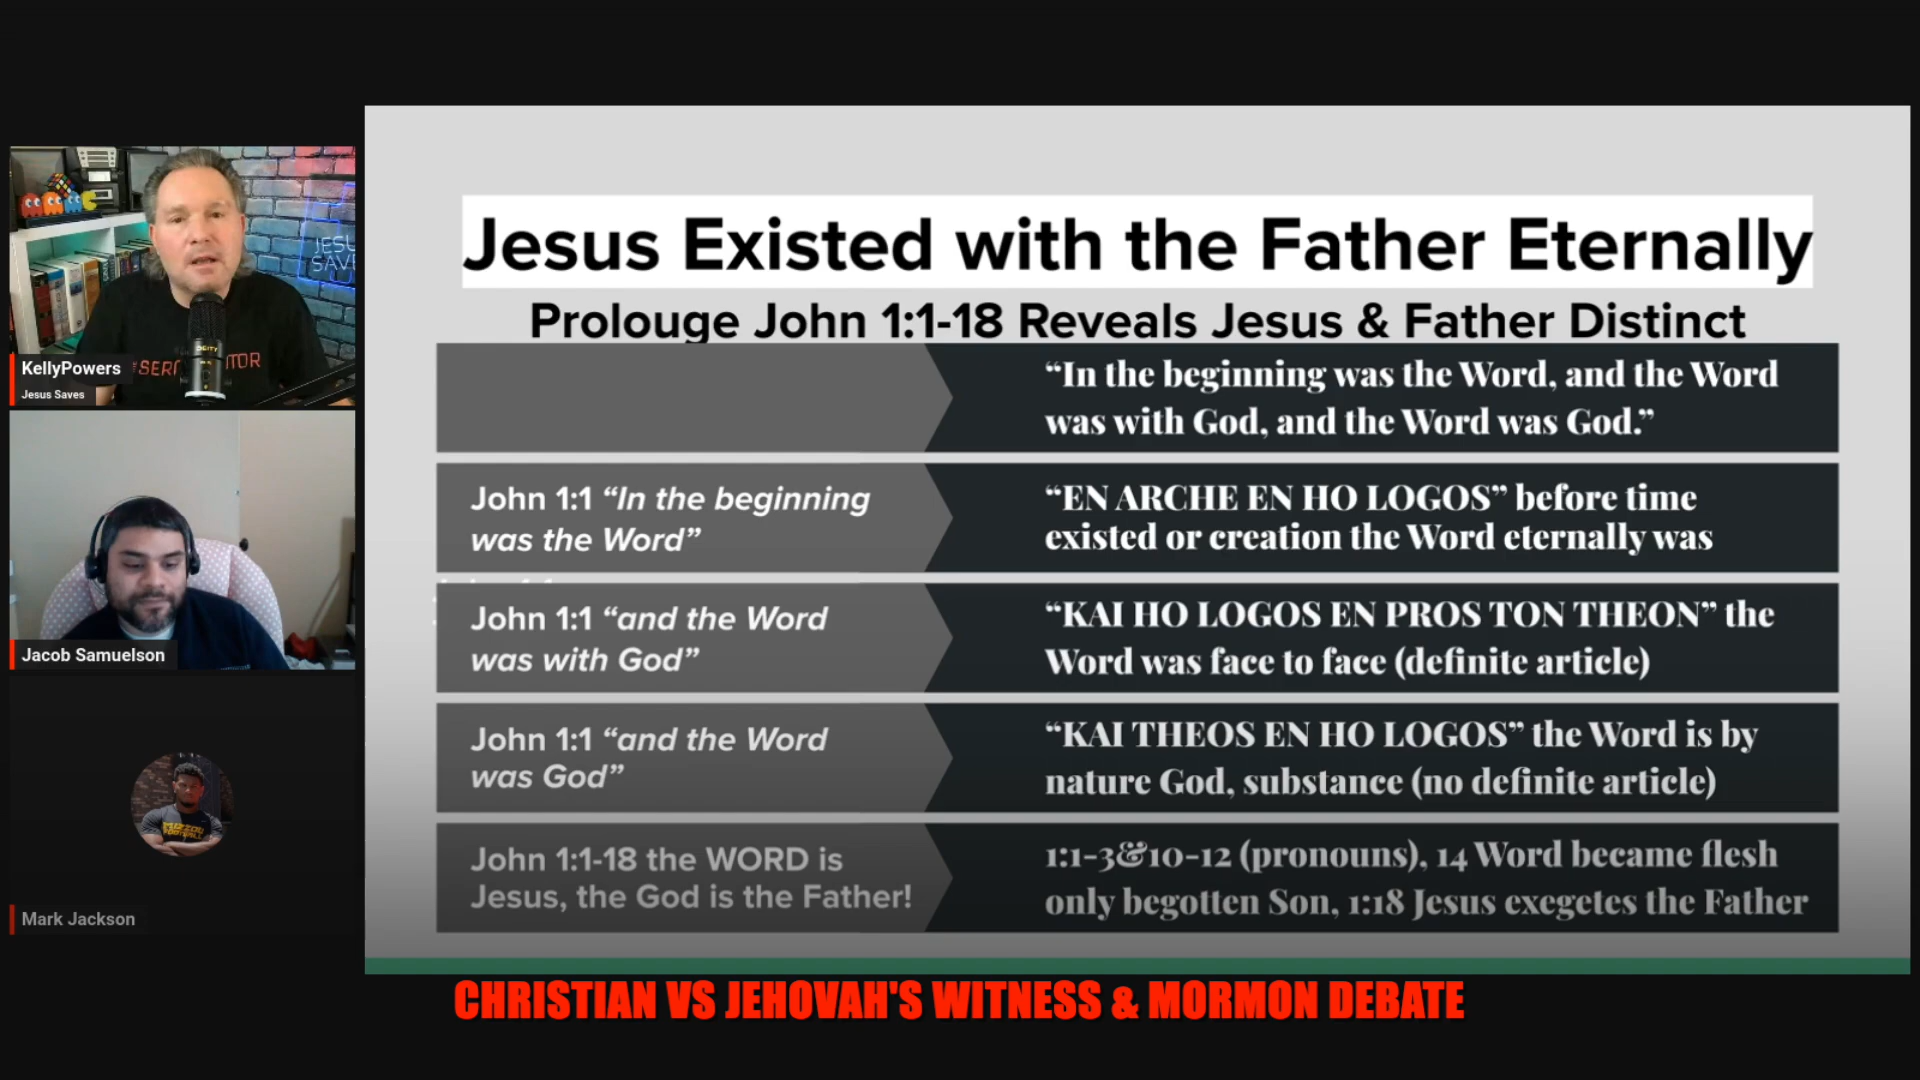 Jesus Existed with the Father Eternally
Prolouge John 1:1-18 Reveals Jesus & Father Distinct
“In the beginning was the Word, and the Word
was with God, and the Word was God.”
John 1:1 “In the beginning
was the Word”
“EN ARCHE EN HO LOGOS” before time
existed or creation the Word eternally was
John 1:1 “and the Word
was with God”
“KAI HO LOGOS EN PROS TON THEON” the
Word was face to face (definite article)
John 1:1 “and the Word
was God”
“KAI THEOS EN HO LOGOS” the Word is by
nature God, substance (no definite article)
John 1:1-18 the WORD is
Jesus, the God is the Father!
1:1-3&10-12 (pronouns), 14 Word became flesh
only begotten Son, 1:18 Jesus exegetes the Father
JESU
SAV
DEITY
KellyPowers
Jesus Saves
Jacob Samuelson
MIZZOU
FOOTBALL
Mark Jackson
CHRISTIAN VS JEHOVAH'S WITNESS & MORMON DEBATE